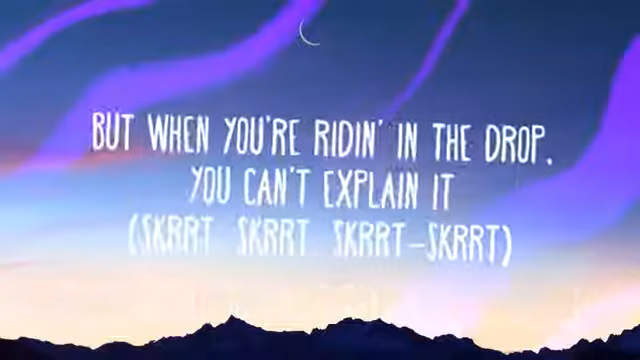 BUT WHEN YOU'RE RIDIN' IN THE DROP,
YOU CAN'T EXPLAIN IT
(SKRRT SKRRT SKRRT-SKRRT)